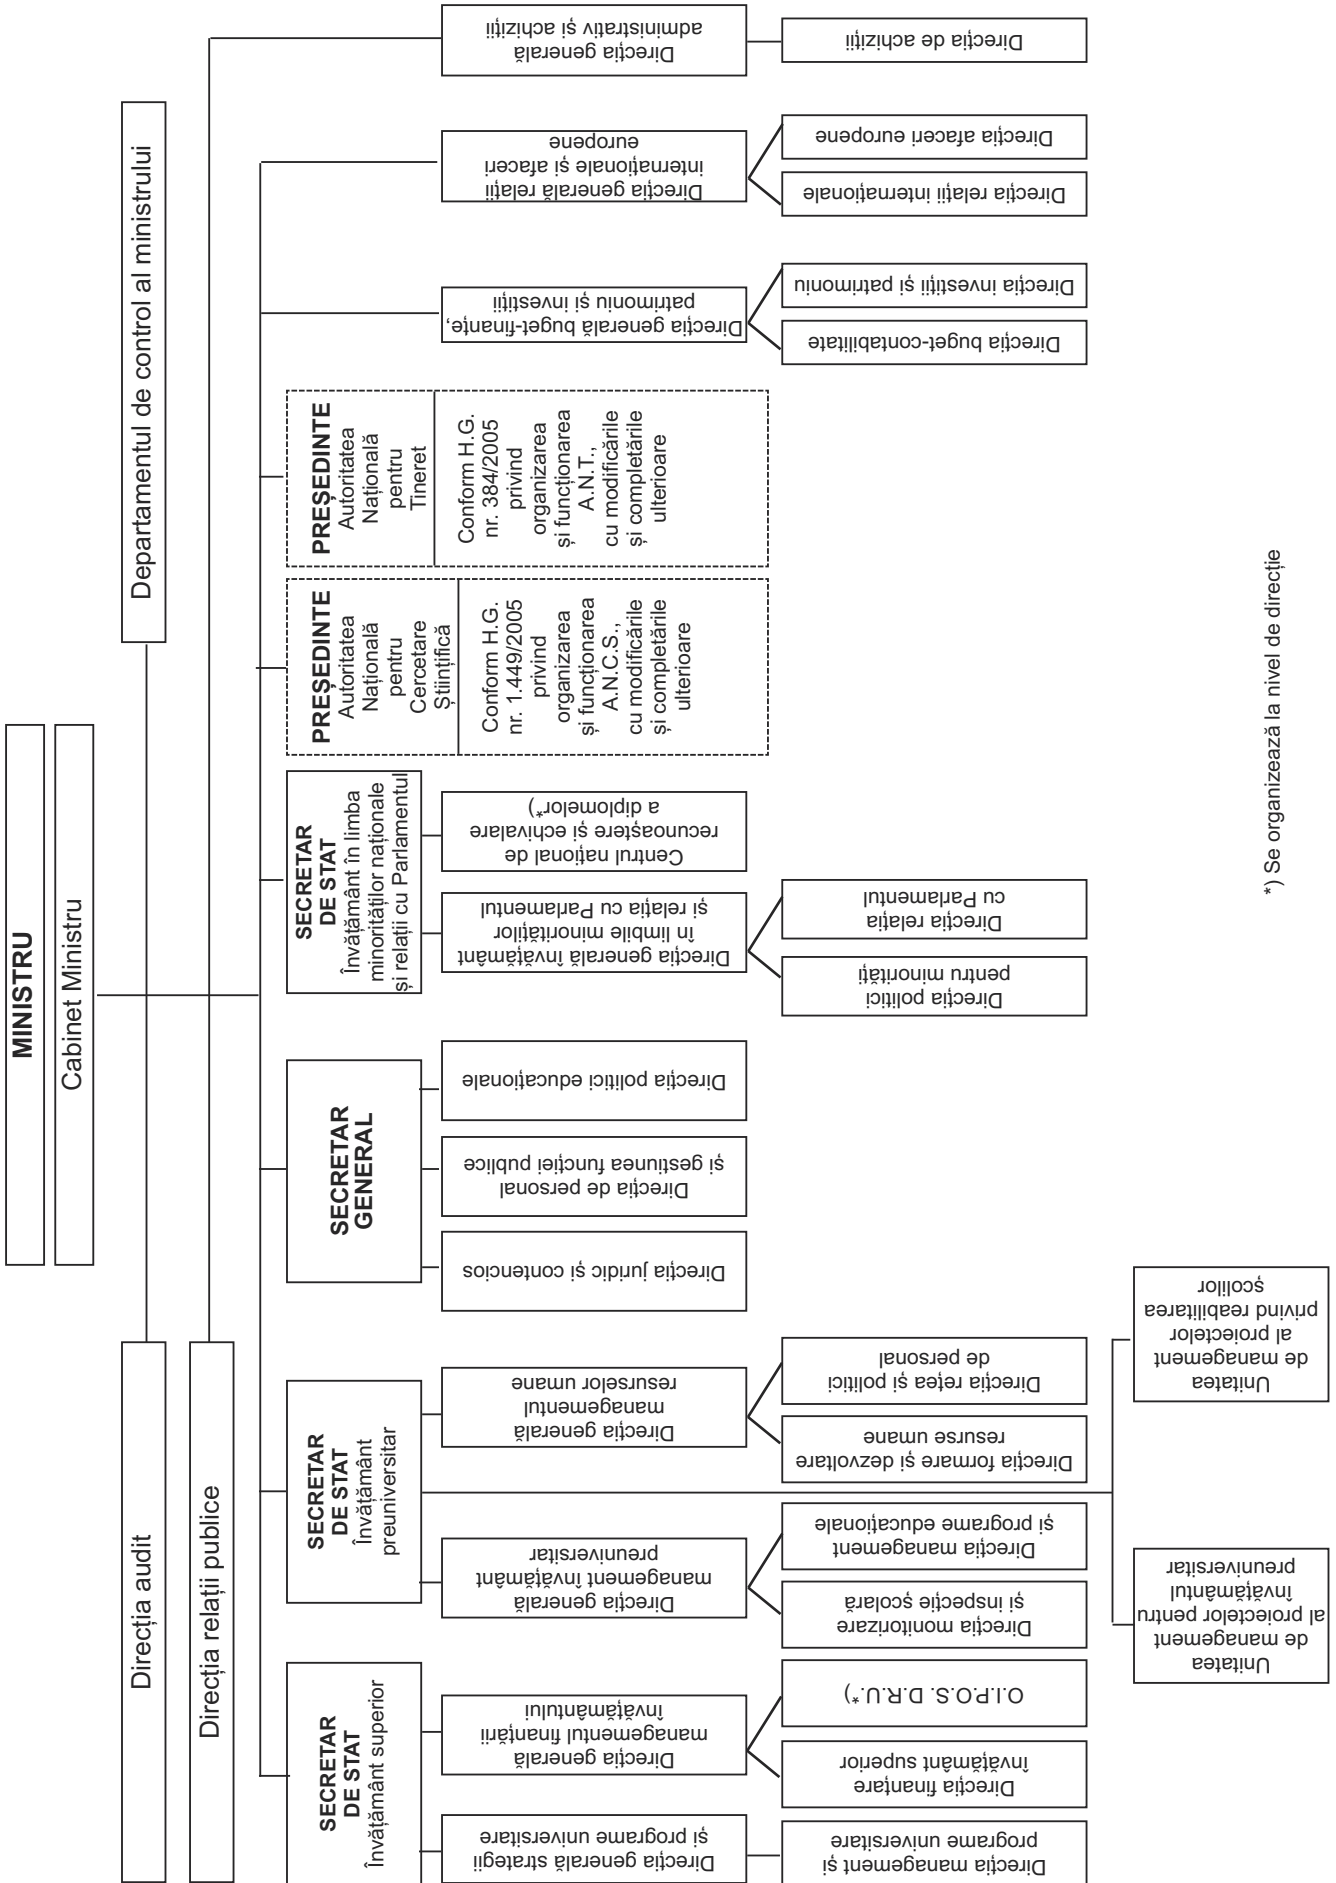 MINISTRU
Cabinet Ministru
Direcția audit
Departamentul de control al ministrului
Direcția relații publice
SECRETAR
DE STAT
Învățământ superior
SECRETAR
DE STAT
Învățământ
preuniversitar
SECRETAR
GENERAL
SECRETAR
DE STAT
Învățământ în limba
minorităților naționale
și relații cu Parlamentul
PREȘEDINTE
Autoritatea
Națională
pentru
Cercetare
Științifică
Conform H.G.
nr. 1.449/2005
privind
organizarea
și funcționarea
A.N.C.S.,
cu modificările
și completările
ulterioare
PREȘEDINTE
Autoritatea
Națională
pentru
Tineret
Conform H.G.
nr. 384/2005
privind
organizarea
și funcționarea
A.N.T.,
cu modificările
și completările
ulterioare
Direcția generală strategii
și programe universitare
Direcția generală
managementul finanțării
învățământului
Direcția generală
management învățământ
preuniversitar
Direcția generală
managementul
resurselor umane
Direcția juridic și contencios
Direcția de personal
și gestiunea funcției publice
Direcția politici educaționale
Direcția generală învățământ
în limbile minorităților
și relația cu Parlamentul
Centrul național de
recunoaștere și echivalare
a diplomelor*)
Direcția generală buget-finanțe,
patrimoniu și investiții
Direcția generală relații
internaționale și afaceri
europene
Direcția generală
administrativ și achiziții
Direcția management și
programe universitare
Direcția finanțare
învățământ superior
O.I.P.O.S. D.R.U.*)
Direcția monitorizare
și inspecție școlară
Direcția management
și programe educaționale
Direcția formare și dezvoltare
resurse umane
Direcția rețea și politici
de personal
Direcția politici
pentru minorități
Direcția relația
cu Parlamentul
Direcția buget-contabilitate
Direcția investiții și patrimoniu
Direcția relații internaționale
Direcția afaceri europene
Direcția de achiziții
Unitatea
de management
al proiectelor pentru
învățământul
preuniversitar
Unitatea
de management
al proiectelor
privind reabilitarea
școlilor
*) Se organizează la nivel de direcție